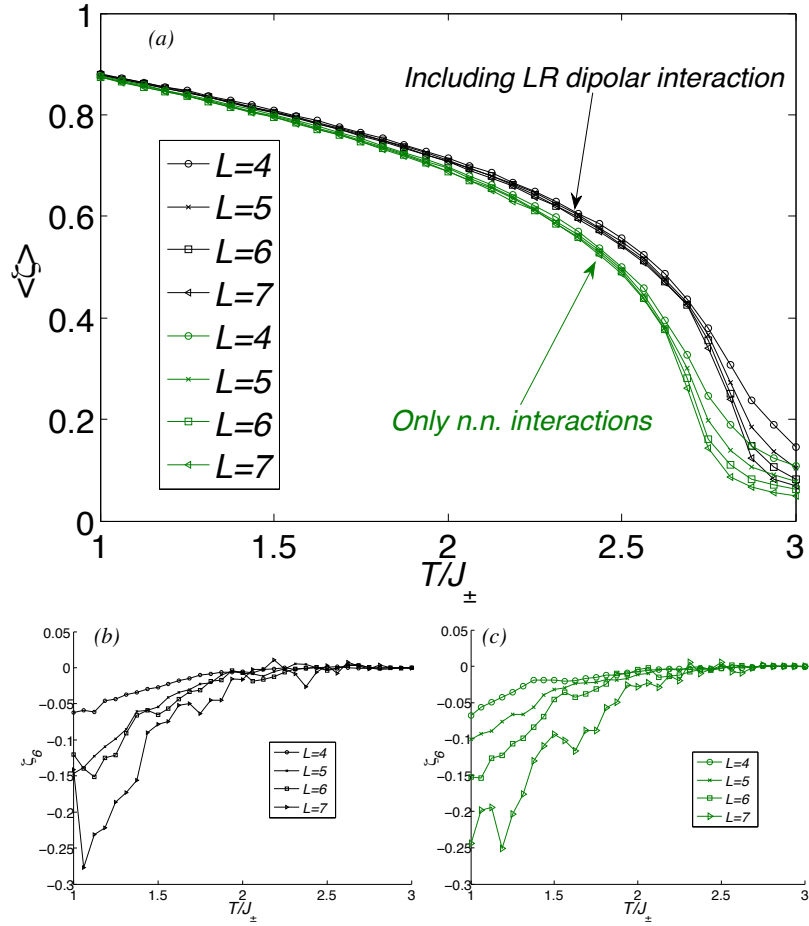 (a)
Including LR dipolar interaction
Only n.n. interactions
L=4
L=5
L=6
L=7
L=4
L=5
L=6
L=7
1
0.8
0.6
0.4
0.2
0
<ζ>
1
1.5
2
2.5
3
T/J±
(b)
0.05
0
−0.05
−0.1
−0.15
−0.2
−0.25
−0.3
ζ6
L=4
L=5
L=6
L=7
1
1.5
2
2.5
3
T/J±
(c)
0.05
0
−0.05
−0.1
−0.15
−0.2
−0.25
−0.3
ζ6
L=4
L=5
L=6
L=7
1
1.5
2
2.5
3
T/J±